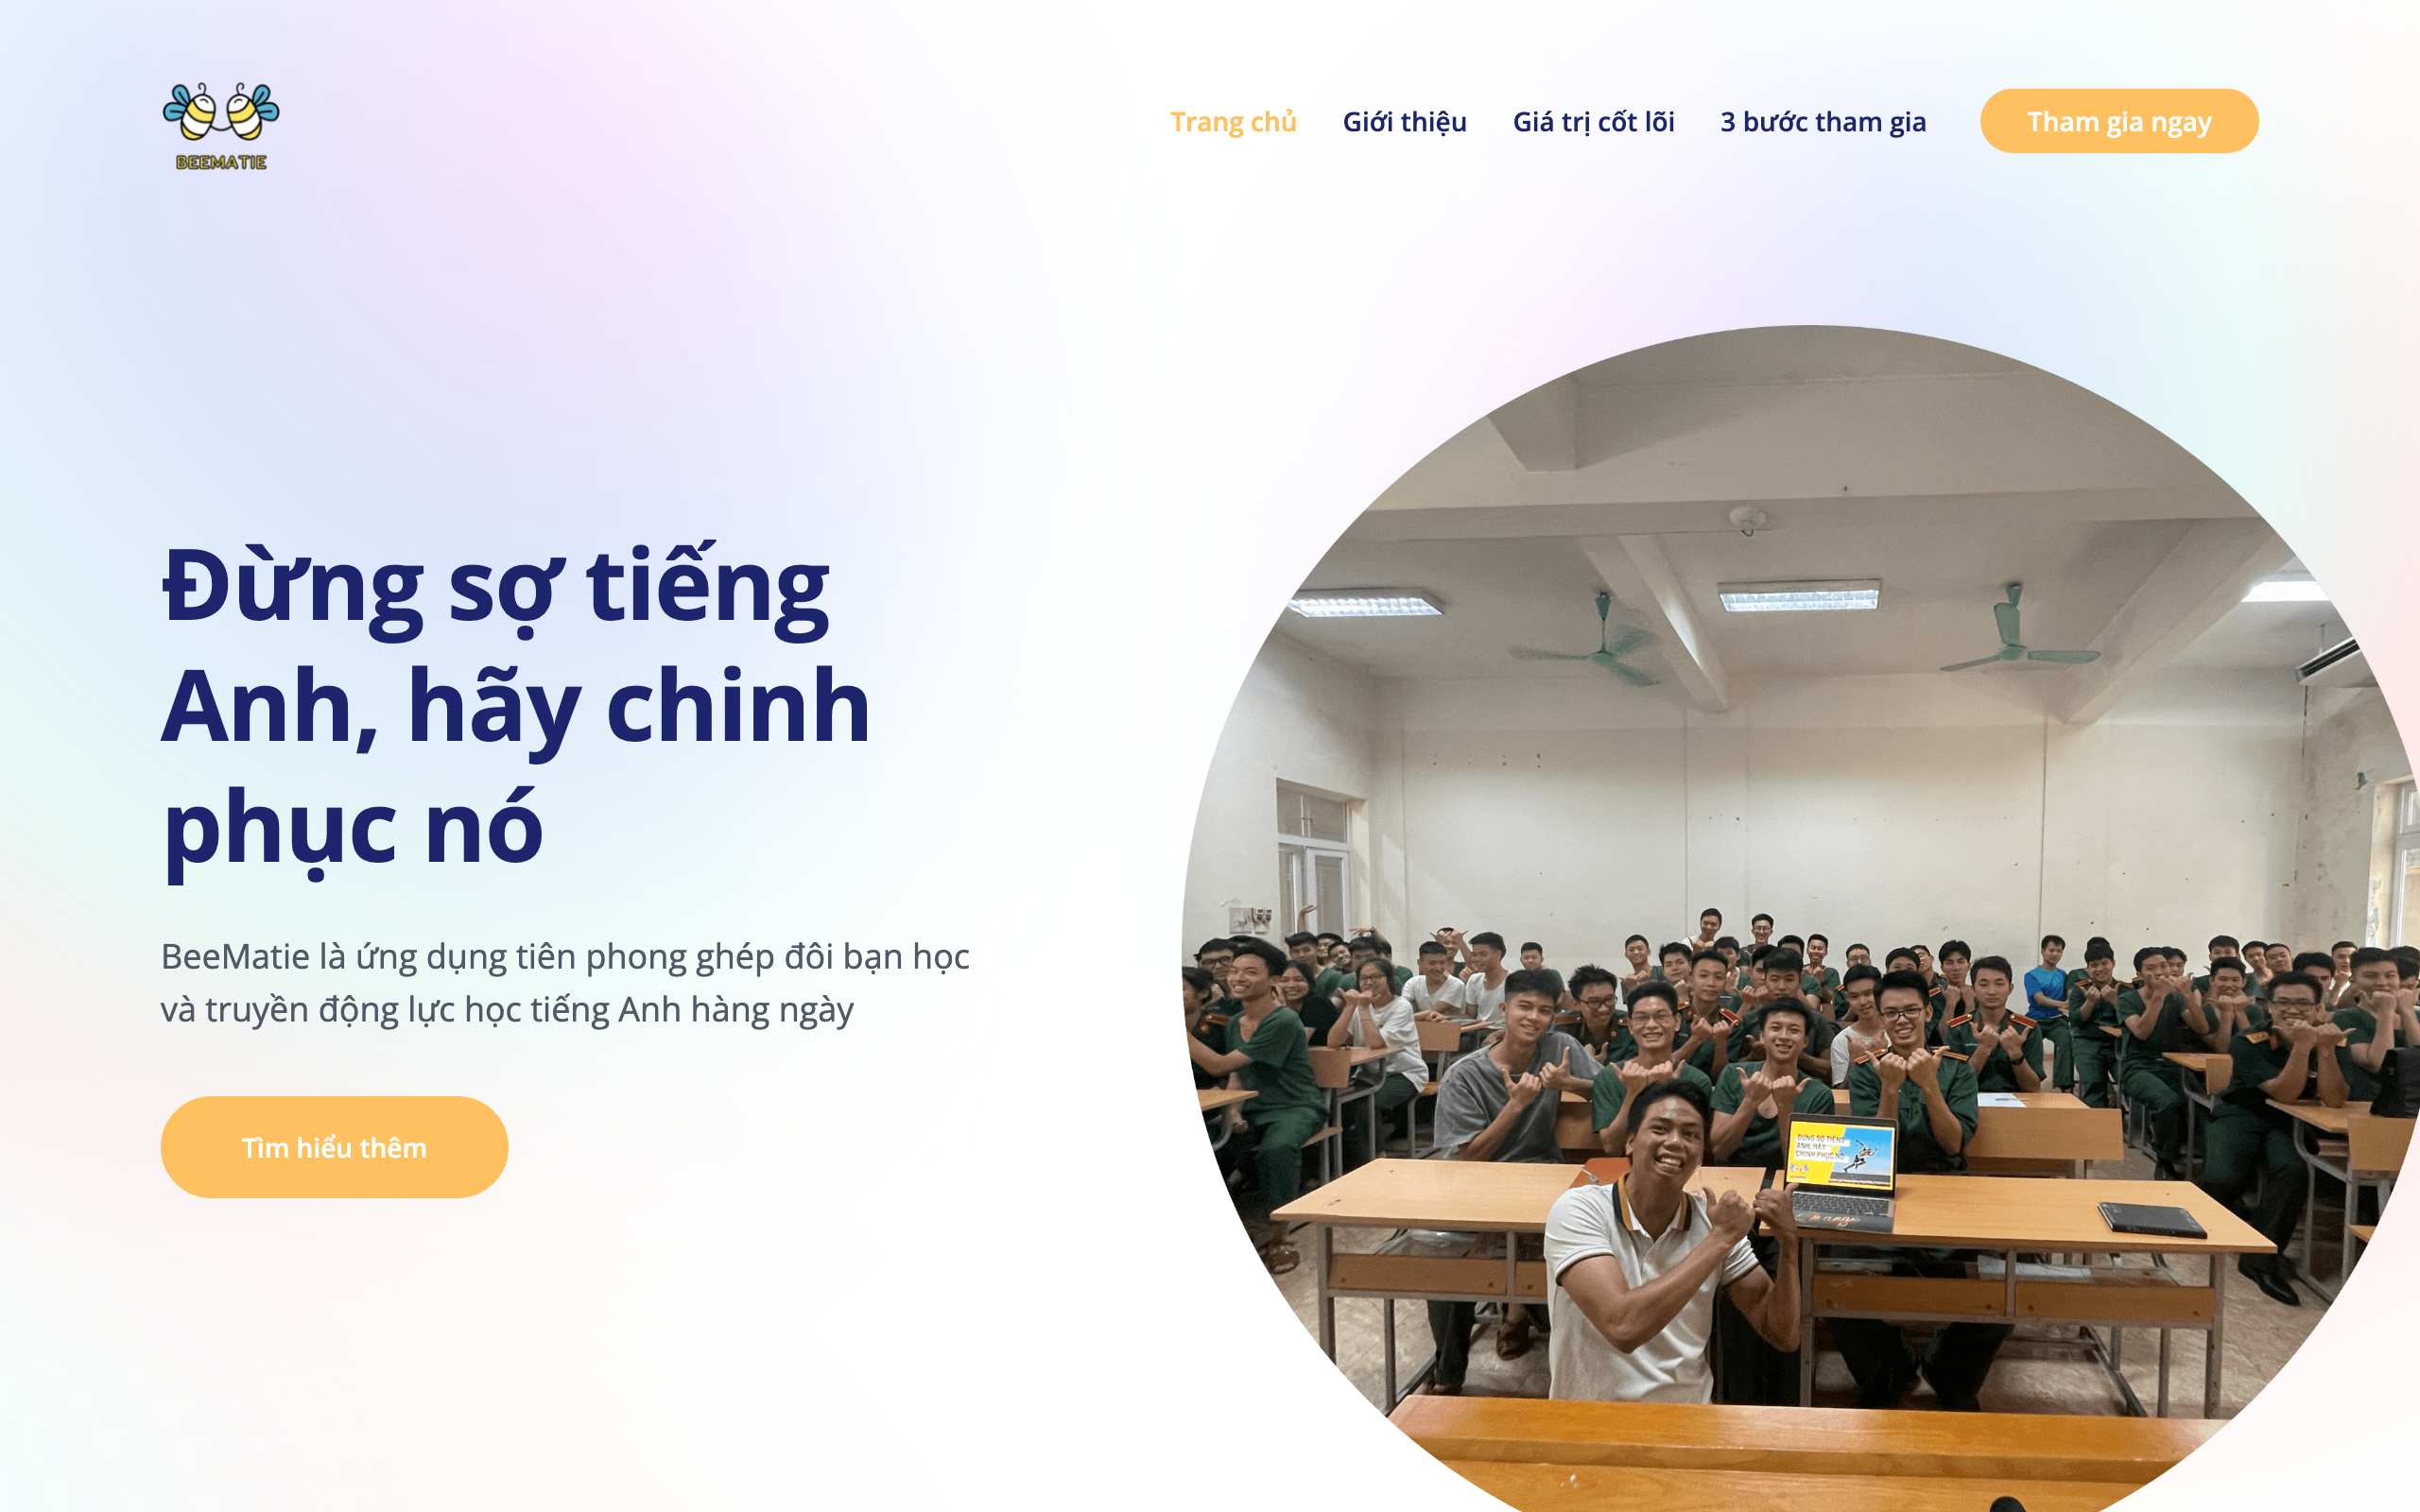 BEEMATIE
Trang chủ
Giới thiệu
Giá trị cốt lõi
3 bước tham gia
Tham gia ngay
Đừng sợ tiếng
Anh, hãy chinh
phục nó
BeeMatie là ứng dụng tiên phong ghép đôi bạn học
và truyền động lực học tiếng Anh hàng ngày
Tìm hiểu thêm
ĐỪNG SỢ TIẾNG
ANH, HÃY
CHINH PHỤC NÓ